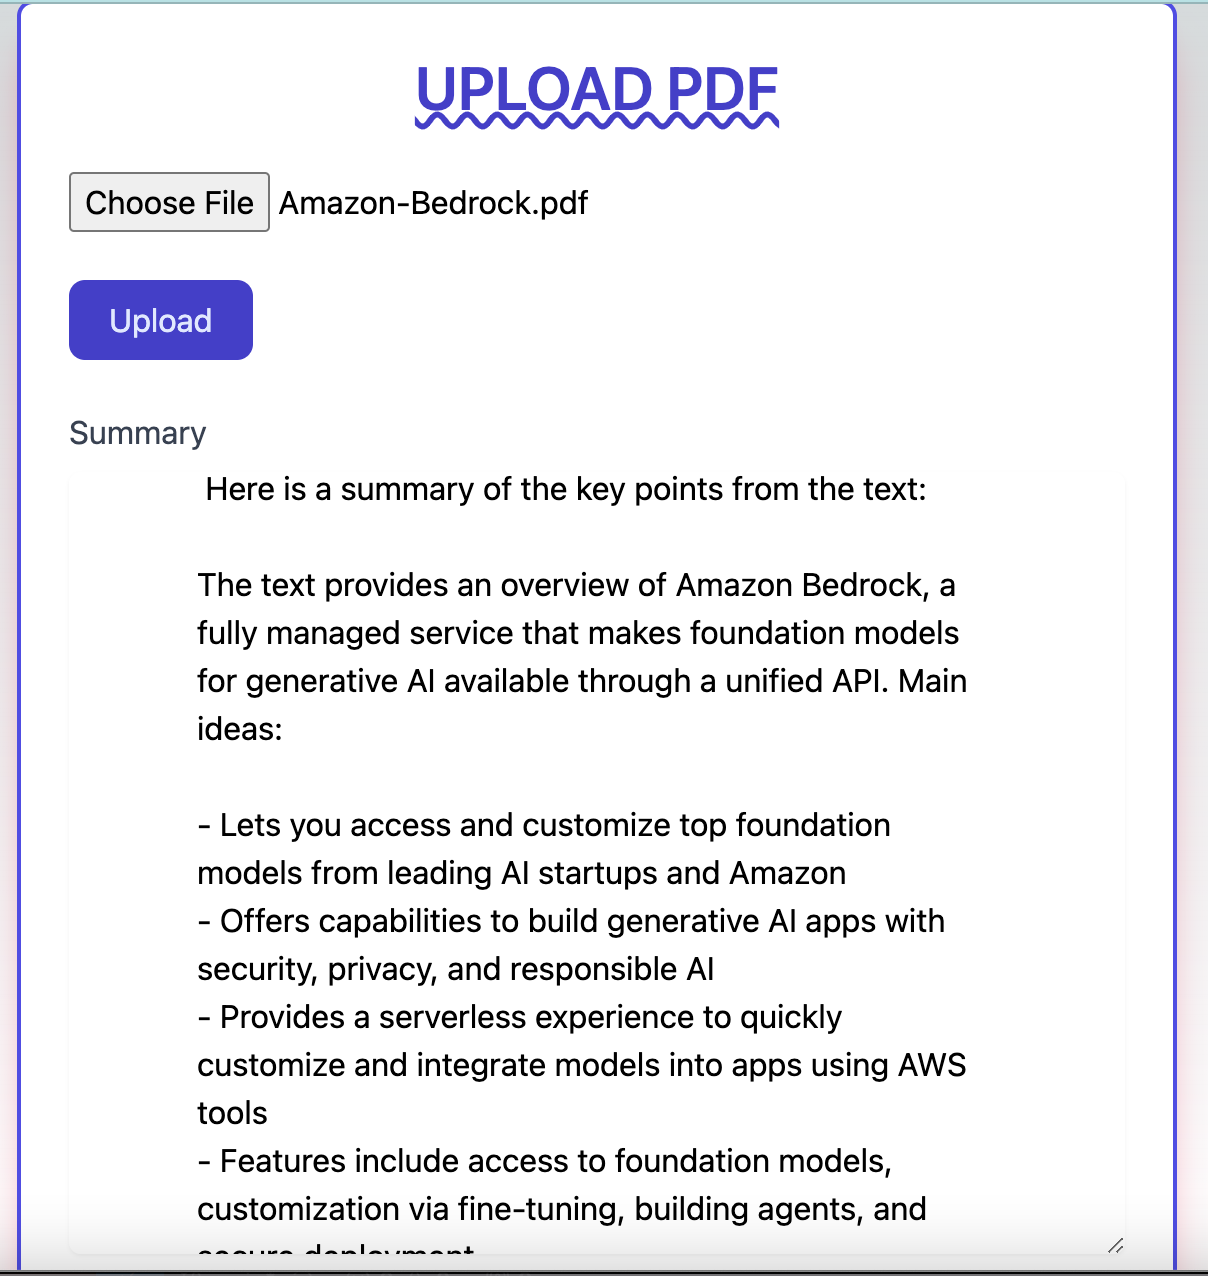 UPLOAD PDF
Choose File Amazon-Bedrock.pdf
Upload
Summary
Here is a summary of the key points from the text:
The text provides an overview of Amazon Bedrock, a
fully managed service that makes foundation models
for generative AI available through a unified API. Main
ideas:
- Lets you access and customize top foundation
models from leading AI startups and Amazon
- Offers capabilities to build generative AI apps with
security, privacy, and responsible AI
- Provides a serverless experience to quickly
customize and integrate models into apps using AWS
tools
- Features include access to foundation models,
customization via fine-tuning, building agents, and
secure deployment